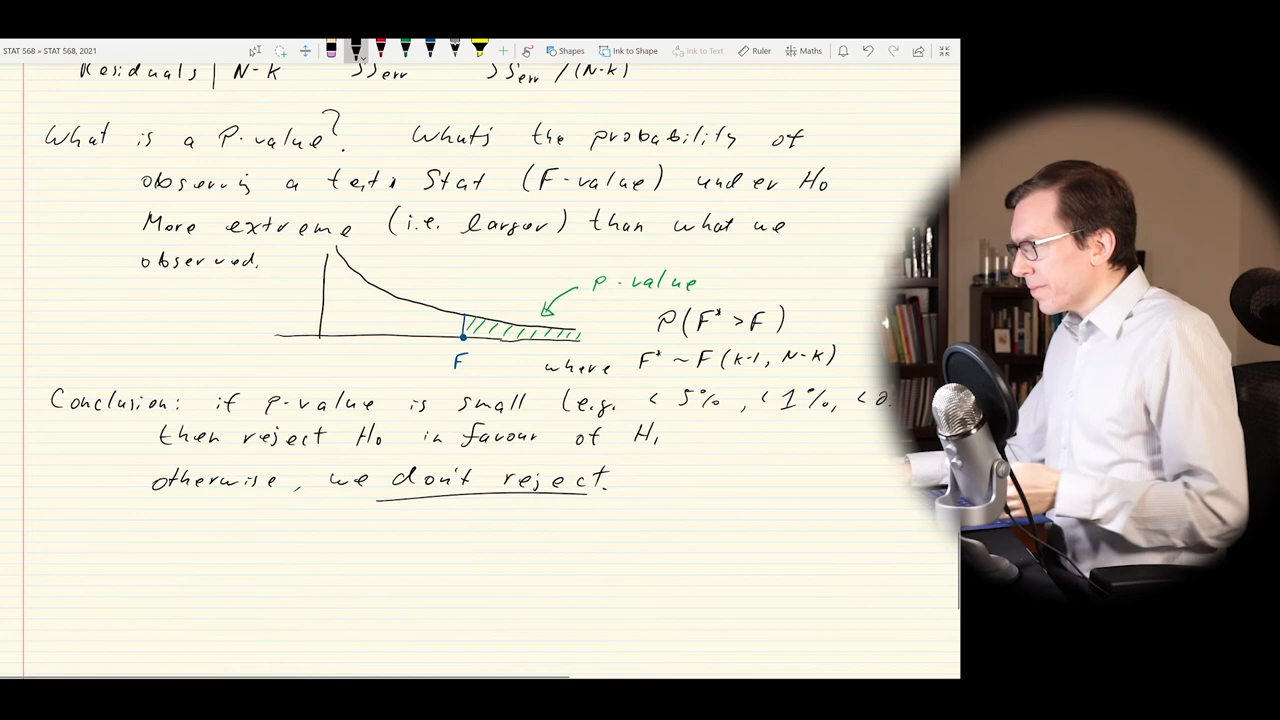 STAT 568 » STAT 568, 2021
Shapes Ink to Shape Ink to Text Ruler Maths
Residuals | N-K SSerr SSerr /(N-K)
What is a P-value? What's the probability of
observing a test Stat (F-value) under H0
More extreme (i.e. larger) than what we
observed.
p-value
P(F* > F)
F
where F* ~ F(K-1, N-K)
Conclusion: if p-value is small (e.g. < 5%, < 1%, < 0.
then reject H0 in favour of H1
otherwise, we don't reject.